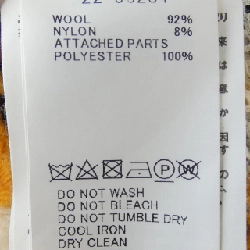 WOOL 92%
NYLON 8%
ATTACHED PARTS
POLYESTER 100%
DO NOT WASH
DO NOT BLEACH
DO NOT TUMBLE DRY
COOL IRON
DRY CLEAN